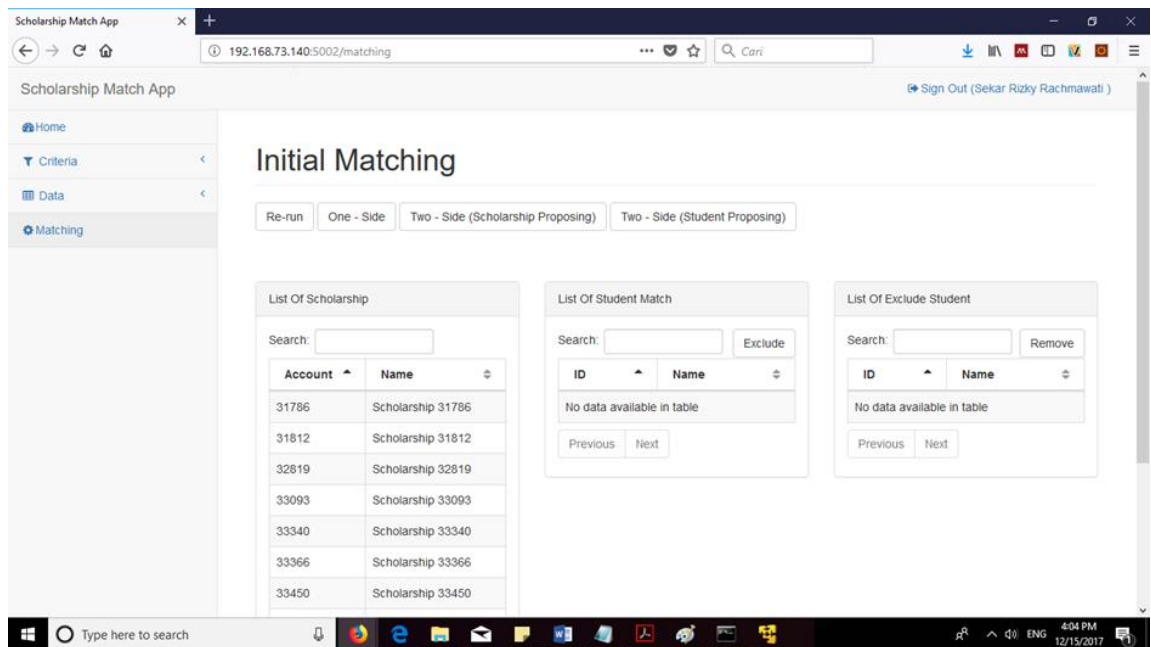 Scholarship Match App
192.168.73.140:5002/matching
Cari
Scholarship Match App
Sign Out (Sekar Rizky Rachmawati )
Home
Criteria
Data
Matching
Initial Matching
Re-run One - Side Two - Side (Scholarship Proposing) Two - Side (Student Proposing)
List Of Scholarship
Search:
Account Name
31786 Scholarship 31786
31812 Scholarship 31812
32819 Scholarship 32819
33093 Scholarship 33093
33340 Scholarship 33340
33366 Scholarship 33366
33450 Scholarship 33450
List Of Student Match
Search: Exclude
ID Name
No data available in table
Previous Next
List Of Exclude Student
Search: Remove
ID Name
No data available in table
Previous Next
Type here to search
ENG
4:04 PM
12/15/2017